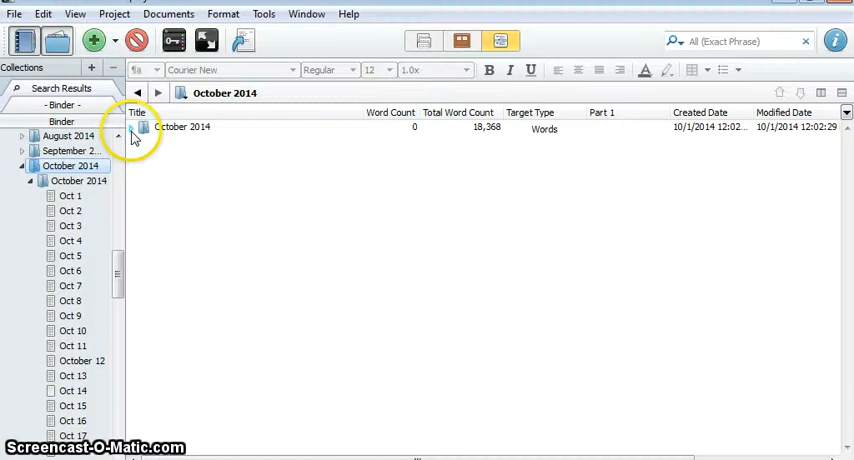 File Edit View Project Documents Format Tools Window Help
All (Exact Phrase)
Collections
Courier New Regular 12 1.0x B I U A
Search Results
- Binder -
October 2014
Binder
Title Word Count Total Word Count Target Type Part 1 Created Date Modified Date
October 2014 0 18,368 Words 10/1/2014 12:02... 10/1/2014 12:02:29
August 2014
September 2...
October 2014
October 2014
Oct 1
Oct 2
Oct 3
Oct 4
Oct 5
Oct 6
Oct 7
Oct 8
Oct 9
Oct 10
Oct 11
October 12
Oct 13
Oct 14
Oct 15
Oct 16
Oct 17
Screencast-O-Matic.com